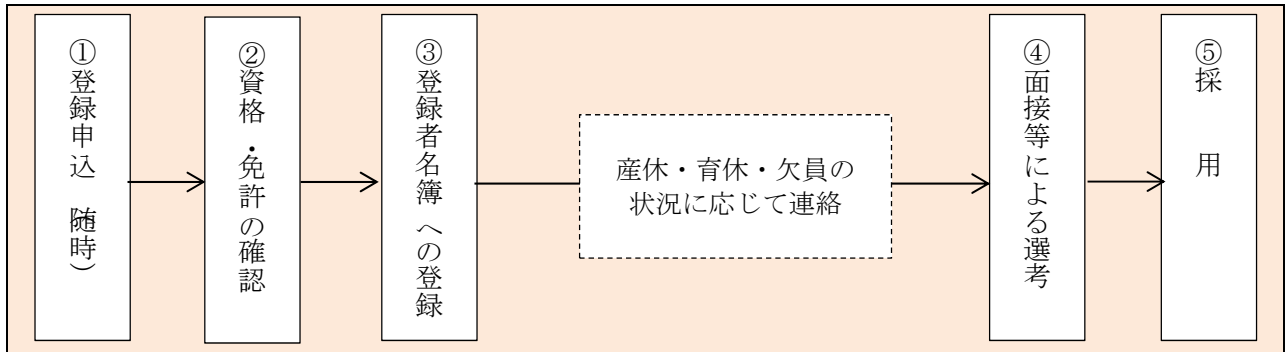 ①登録申込（随時）
②資格・免許の確認
③登録者名簿への登録
産休・育休・欠員の
状況に応じて連絡
④面接等による選考
⑤採用